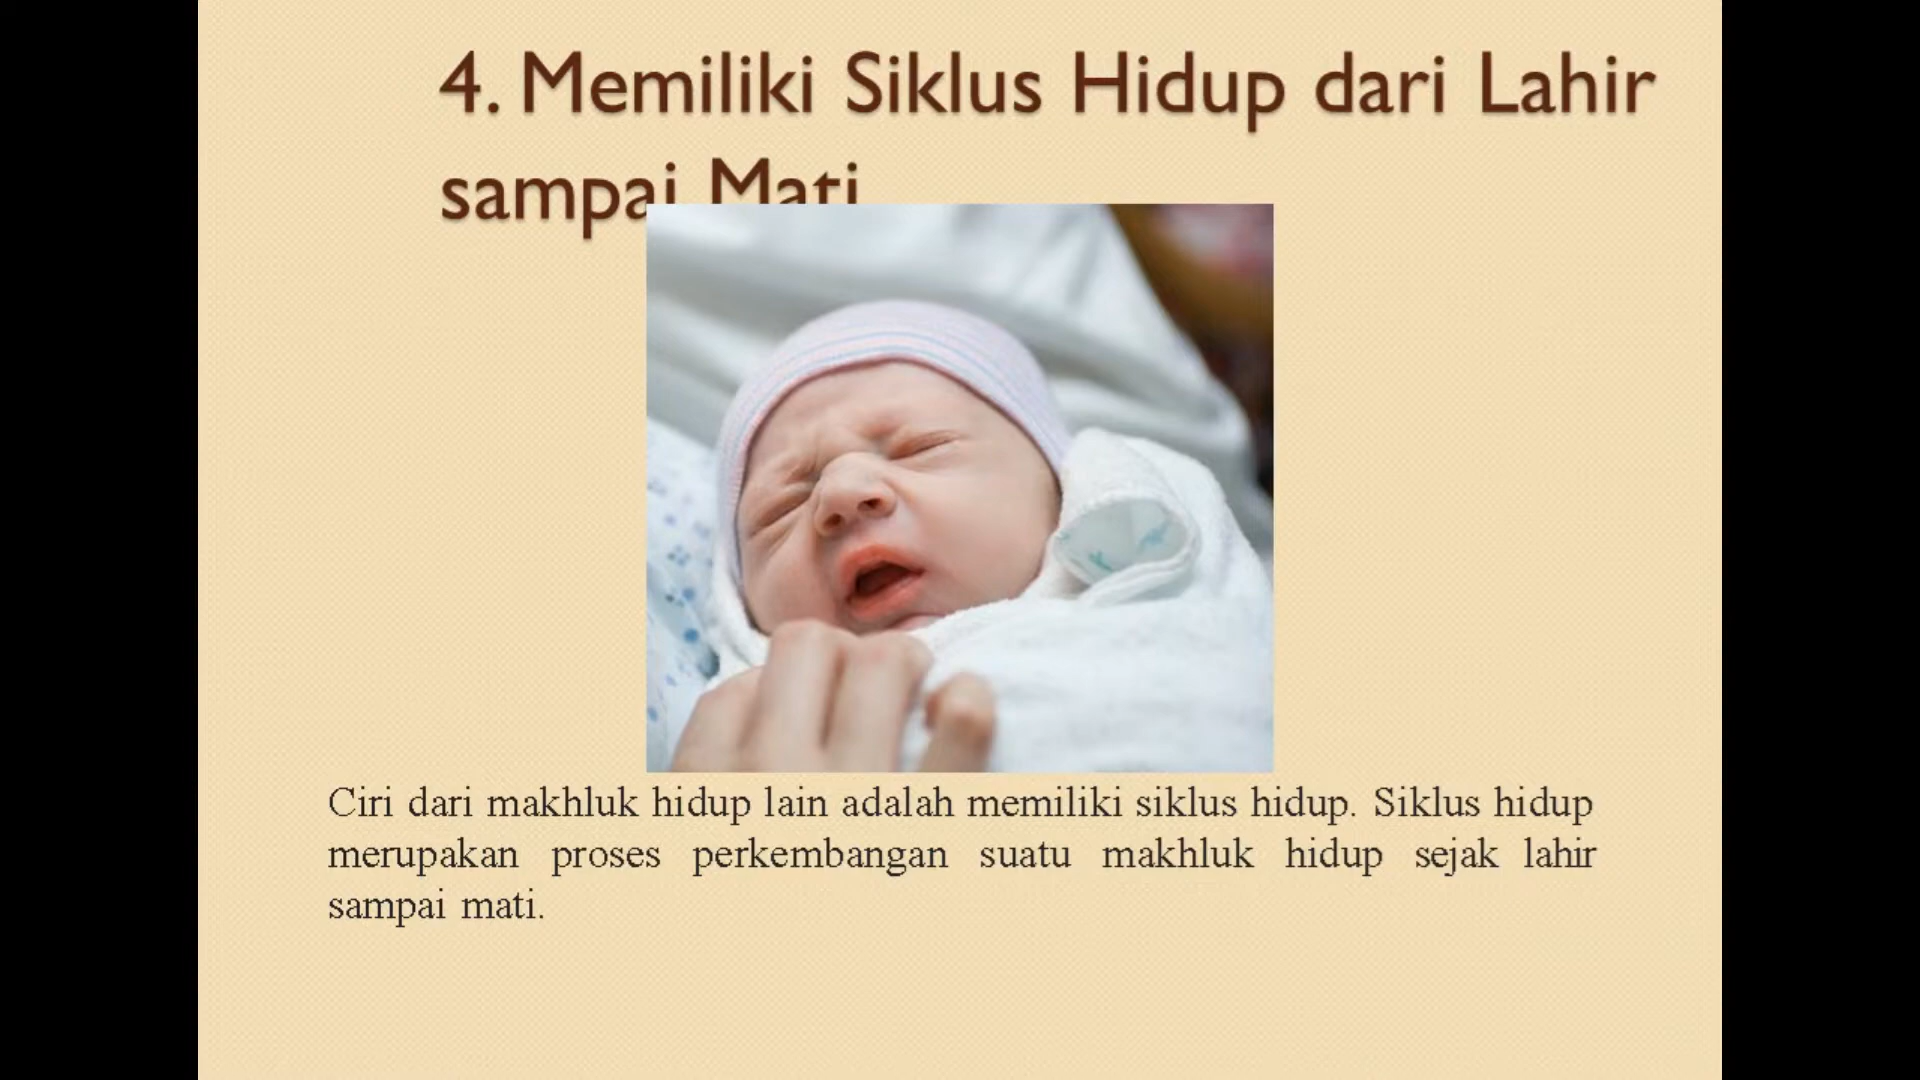 4. Memiliki Siklus Hidup dari Lahir
sampai Mati
Ciri dari makhluk hidup lain adalah memiliki siklus hidup. Siklus hidup
merupakan proses perkembangan suatu makhluk hidup sejak lahir
sampai mati.